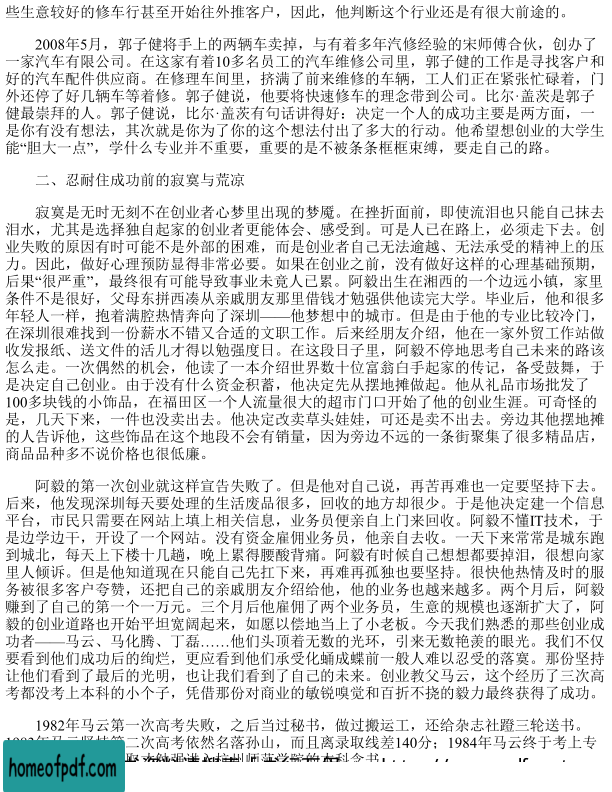 些生意较好的修车行甚至开始往外推客户，因此，他判断这个行业还是有很大前途的。
2008年5月，郭子健将手上的两辆车卖掉，与有着多年汽修经验的宋师傅合伙，创办了
一家汽车有限公司。在这家有着10多名员工的汽车维修公司里，郭子健的工作是寻找客户和
好的汽车配件供应商。在修理车间里，挤满了前来维修的车辆，工人们正在紧张忙碌着，门
外还停了好几辆车等着修。郭子健说，他要将快速修车的理念带到公司。比尔·盖茨是郭子
健最崇拜的人。郭子健说，比尔·盖茨有句话讲得好：决定一个人的成功主要是两方面，一
是你有没有想法，其次就是你为了你的这个想法付出了多大的行动。他希望想创业的大学生
能“胆大一点”，学什么专业并不重要，重要的是不被条条框框束缚，要走自己的路。
二、忍耐住成功前的寂寞与荒凉
寂寞是无时无刻不在创业者心梦里出现的梦魇。在挫折面前，即使流泪也只能自己抹去
泪水，尤其是选择独自起家的创业者更能体会、感受到。可是人已在路上，必须走下去。创
业失败的原因有时可能不是外部的困难，而是创业者自己无法逾越、无法承受的精神上的压
力。因此，做好心理预防显得非常必要。如果在创业之前，没有做好这样的心理基础预期，
后果“很严重”，最终很有可能导致事业未竟人已累。阿毅出生在湘西的一个边远小镇，家里
条件不是很好，父母东拼西凑从亲戚朋友那里借钱才勉强供他读完大学。毕业后，他和很多
年轻人一样，抱着满腔热情奔向了深圳——他梦想中的城市。但是由于他的专业比较冷门，
在深圳很难找到一份薪水不错又合适的文职工作。后来经朋友介绍，他在一家外贸工作站做
收发报纸、送文件的活儿才得以勉强度日。在这段日子里，阿毅不停地思考自己未来的路该
怎么走。一次偶然的机会，他读了一本介绍世界数十位富翁白手起家的传记，备受鼓舞，于
是决定自己创业。由于没有什么资金积蓄，他决定先从摆地摊做起。他从礼品市场批发了
100多块钱的小饰品，在福田区一个人流量很大的超市门口开始了他的创业生涯。可奇怪的
是，几天下来，一件也没卖出去。他决定改卖草头娃娃，可还是卖不出去。旁边其他摆地摊
的人告诉他，这些饰品在这个地段不会有销量，因为旁边不远的一条街聚集了很多精品店，
商品品种多不说价格也很低廉。
阿毅的第一次创业就这样宣告失败了。但是他对自己说，再苦再难也一定要坚持下去。
后来，他发现深圳每天要处理的生活废品很多，回收的地方却很少。于是他决定建一个信息
平台，市民只需要在网站上填上相关信息，业务员便亲自上门来回收。阿毅不懂IT技术，于
是边学边干，开设了一个网站。没有资金雇佣业务员，他亲自去收。一天下来常常是城东跑
到城北，每天上下楼十几趟，晚上累得腰酸背痛。阿毅有时候自己想想都要掉泪，很想向家
里人倾诉。但是他知道现在只能自己先扛下来，再难再孤独也要坚持。很快他热情及时的服
务被很多客户夸赞，还把自己的亲戚朋友介绍给他，他的业务也越来越多。两个月后，阿毅
赚到了自己的第一个一万元。三个月后他雇佣了两个业务员，生意的规模也逐渐扩大了，阿
毅的创业道路也开始平坦宽阔起来，如愿以偿地当上了小老板。今天我们熟悉的那些创业成
功者——马云、马化腾、丁磊……他们头顶着无数的光环，引来无数艳羡的眼光。我们不仅
要看到他们成功后的绚烂，更应看到他们承受化蛹成蝶前一般人难以忍受的落寞。那份坚持
让他们看到了最后的光明，也让我们看到了自己的未来。创业教父马云，这个经历了三次高
考都没考上本科的小个子，凭借那份对商业的敏锐嗅觉和百折不挠的毅力最终获得了成功。
1982年马云第一次高考失败，之后当过秘书，做过搬运工，还给杂志社蹬三轮送书。
二次高考依然名落孙山，而且离录取线差140分；1984年马云终于考上专
homeofpdf.com